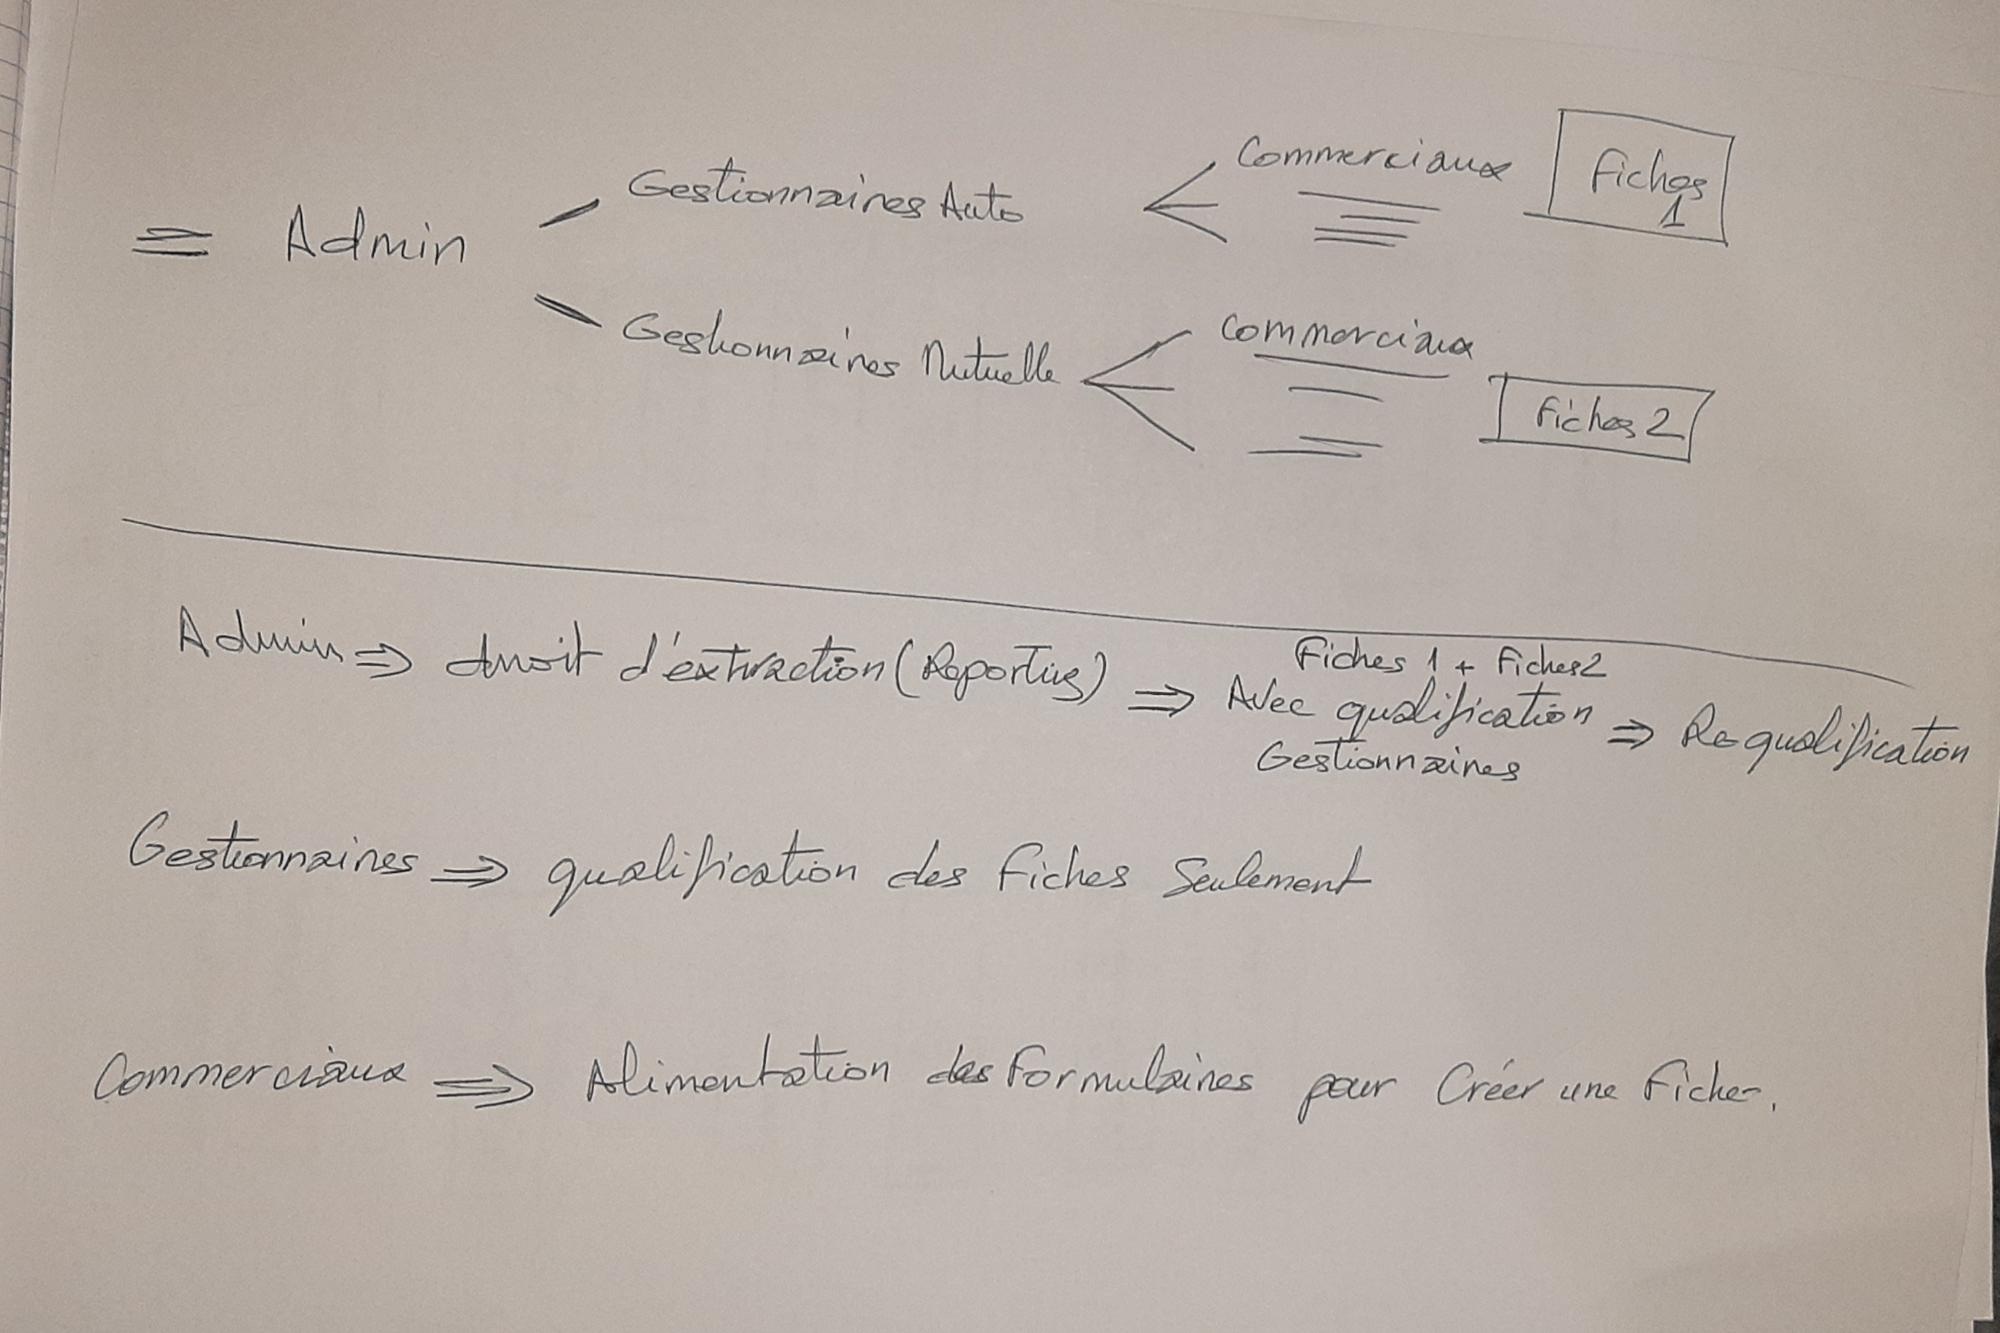 Commerciaux
Fiches
1
Gestionnaires Auto
= Admin
Gestionnaires Mutuelle
Commerciaux
Fiches 2
Fiches 1 + Fiches 2
Admin ⇒ droit d'extraction (Reporting) ⇒ Avec qualification ⇒ Requalification
Gestionnaires
Gestionnaires ⇒ qualification des fiches Seulement
Commerciaux ⇒ Alimentation des Formulaires pour Créer une Fiche.